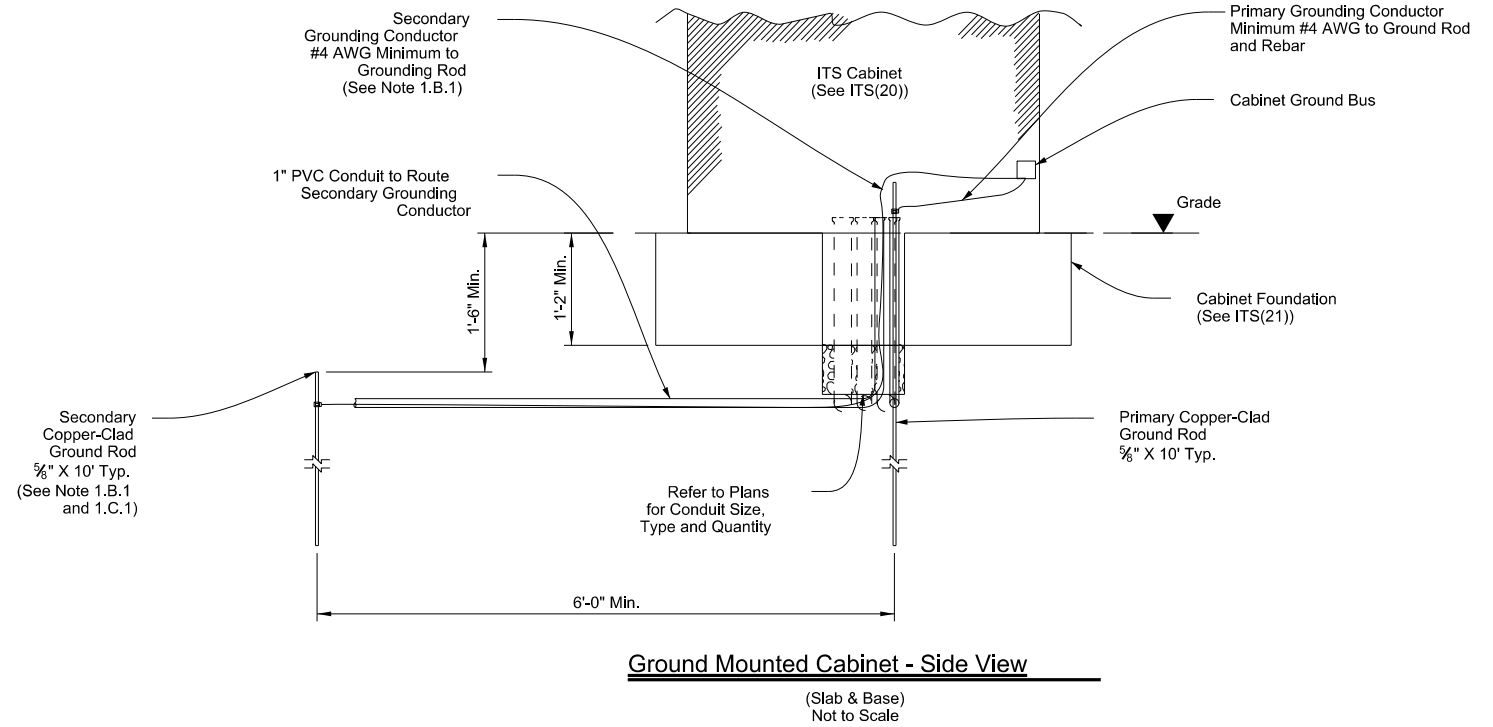 Secondary
Grounding Conductor
#4 AWG Minimum to
Grounding Rod
(See Note 1.B.1)
ITS Cabinet
(See ITS(20))
Primary Grounding Conductor
Minimum #4 AWG to Ground Rod
and Rebar
Cabinet Ground Bus
1" PVC Conduit to Route
Secondary Grounding
Conductor
Grade
1'-6" Min.
1'-2" Min.
Cabinet Foundation
(See ITS(21))
Secondary
Copper-Clad
Ground Rod
⅝" X 10' Typ.
(See Note 1.B.1
and 1.C.1)
Primary Copper-Clad
Ground Rod
⅝" X 10' Typ.
Refer to Plans
for Conduit Size,
Type and Quantity
6'-0" Min.
Ground Mounted Cabinet - Side View
(Slab & Base)
Not to Scale